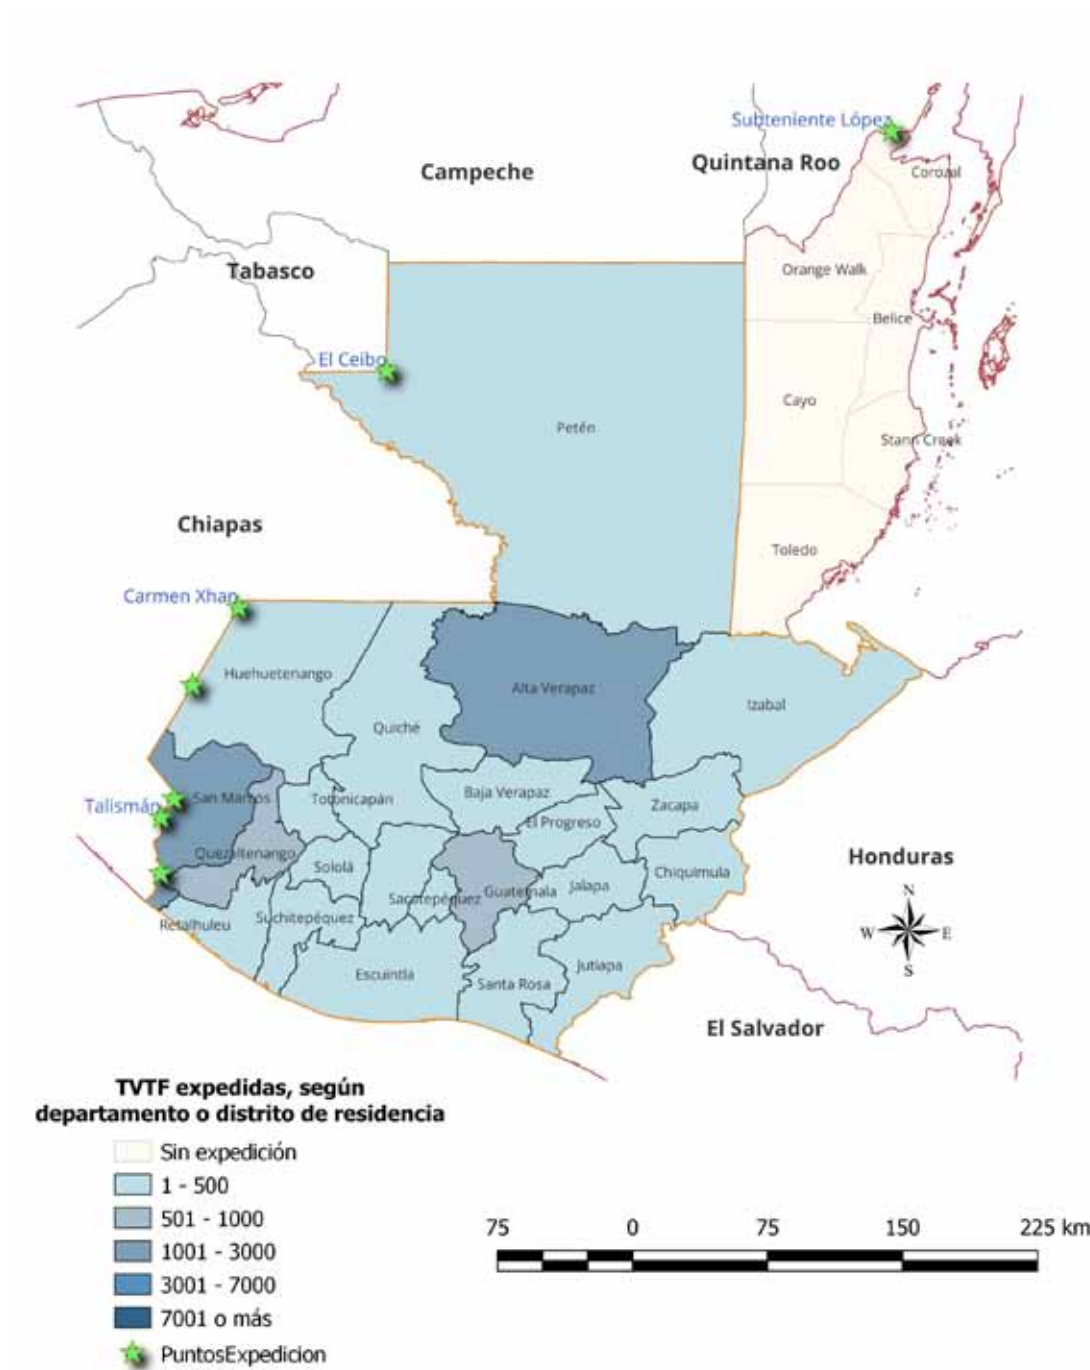 Subteniente López
Campeche
Quintana Roo
Corozal
Tabasco
Orange Walk
Belice
El Ceibo
Cayo
Petén
Stann Creek
Chiapas
Toledo
Carmen Xhan
Huehuetenango
Alta Verapaz
Izabal
Quiché
Baja Verapaz
San Marcos
Totonicapán
Zacapa
Talismán
El Progreso
Quezaltenango
Honduras
Sololá
Chiquimula
Jalapa
Guatemala
Sacatepéquez
N
Suchitepéquez
Retalhuleu
W
E
Jutiapa
S
Escuintla
Santa Rosa
El Salvador
TVTF expedidas, según
departamento o distrito de residencia
Sin expedición
1 - 500
501 - 1000
1001 - 3000
3001 - 7000
7001 o más
PuntosExpedicion
75 0 75 150 225 km